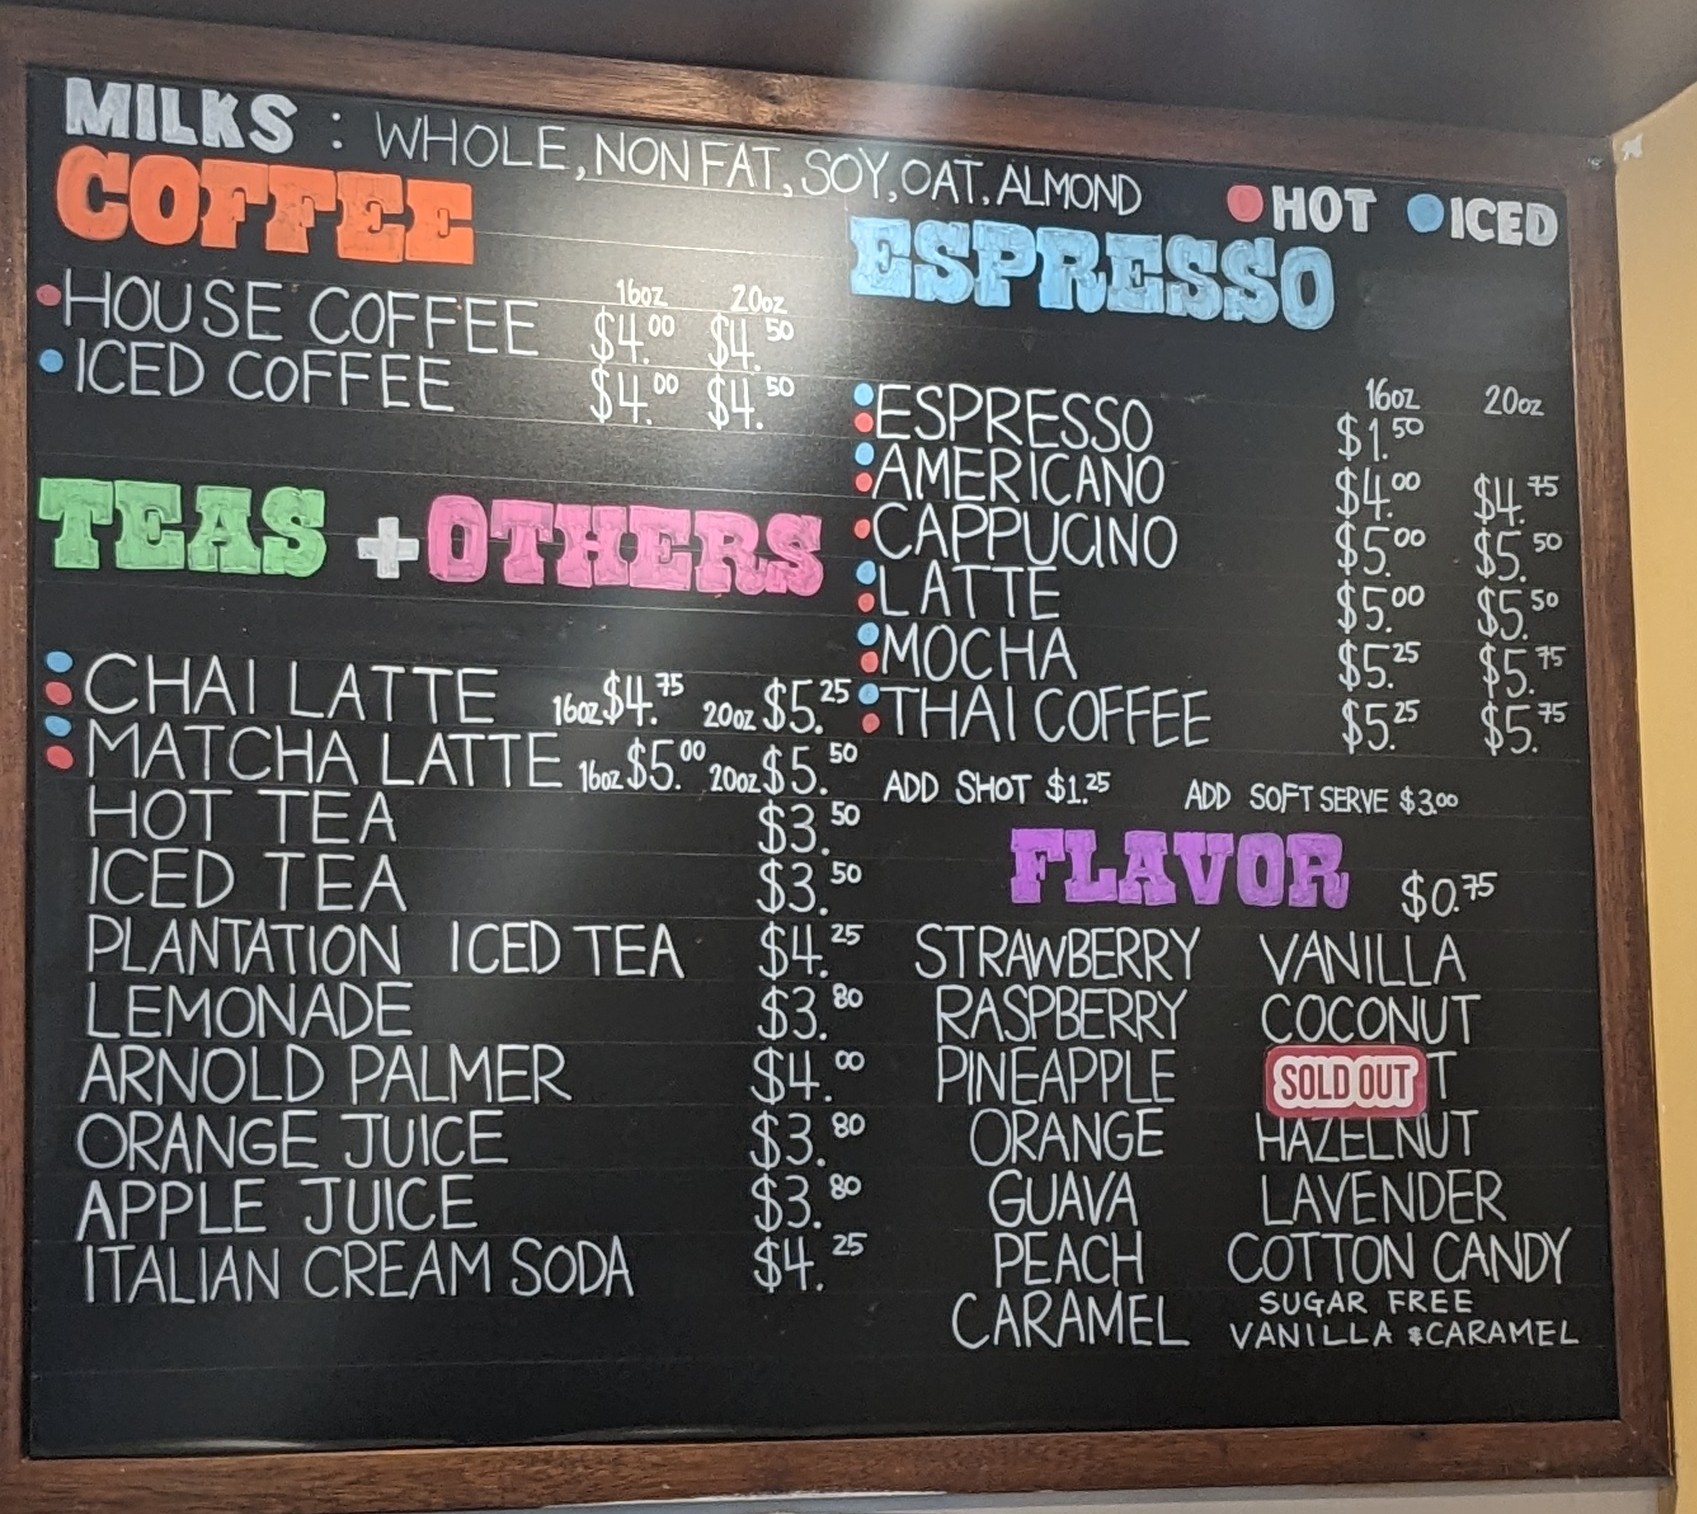 MILKS : WHOLE, NONFAT, SOY, OAT, ALMOND
HOT ICED
COFFEE
16oz 20oz
HOUSE COFFEE $4.00 $4.50
ICED COFFEE $4.00 $4.50
TEAS + OTHERS
CHAI LATTE 16oz $4.75 20oz $5.25
MATCHA LATTE 16oz $5.00 20oz $5.50
HOT TEA $3.50
ICED TEA $3.50
PLANTATION ICED TEA $4.25
LEMONADE $3.80
ARNOLD PALMER $4.00
ORANGE JUICE $3.80
APPLE JUICE $3.80
ITALIAN CREAM SODA $4.25
ESPRESSO
16oz 20oz
ESPRESSO $1.50
AMERICANO $4.00 $4.75
CAPPUCINO $5.00 $5.50
LATTE $5.00 $5.50
MOCHA $5.25 $5.75
THAI COFFEE $5.25 $5.75
ADD SHOT $1.25 ADD SOFT SERVE $3.00
FLAVOR $0.75
STRAWBERRY VANILLA
RASPBERRY COCONUT
PINEAPPLE SOLD OUT
ORANGE HAZELNUT
GUAVA LAVENDER
PEACH COTTON CANDY
CARAMEL SUGAR FREE
VANILLA & CARAMEL